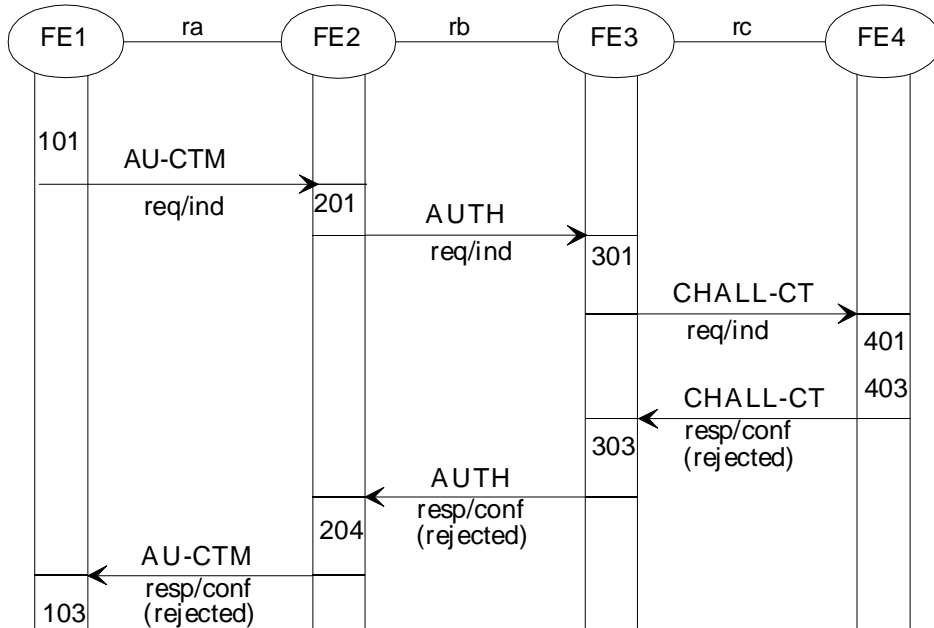 FE1 ra FE2 rb FE3 rc FE4
101
AU-CTM
req/ind
201
AUTH
req/ind
301
CHALL-CT
req/ind
401
403
CHALL-CT
resp/conf
(rejected)
303
AUTH
resp/conf
(rejected)
204
AU-CTM
resp/conf
(rejected)
103